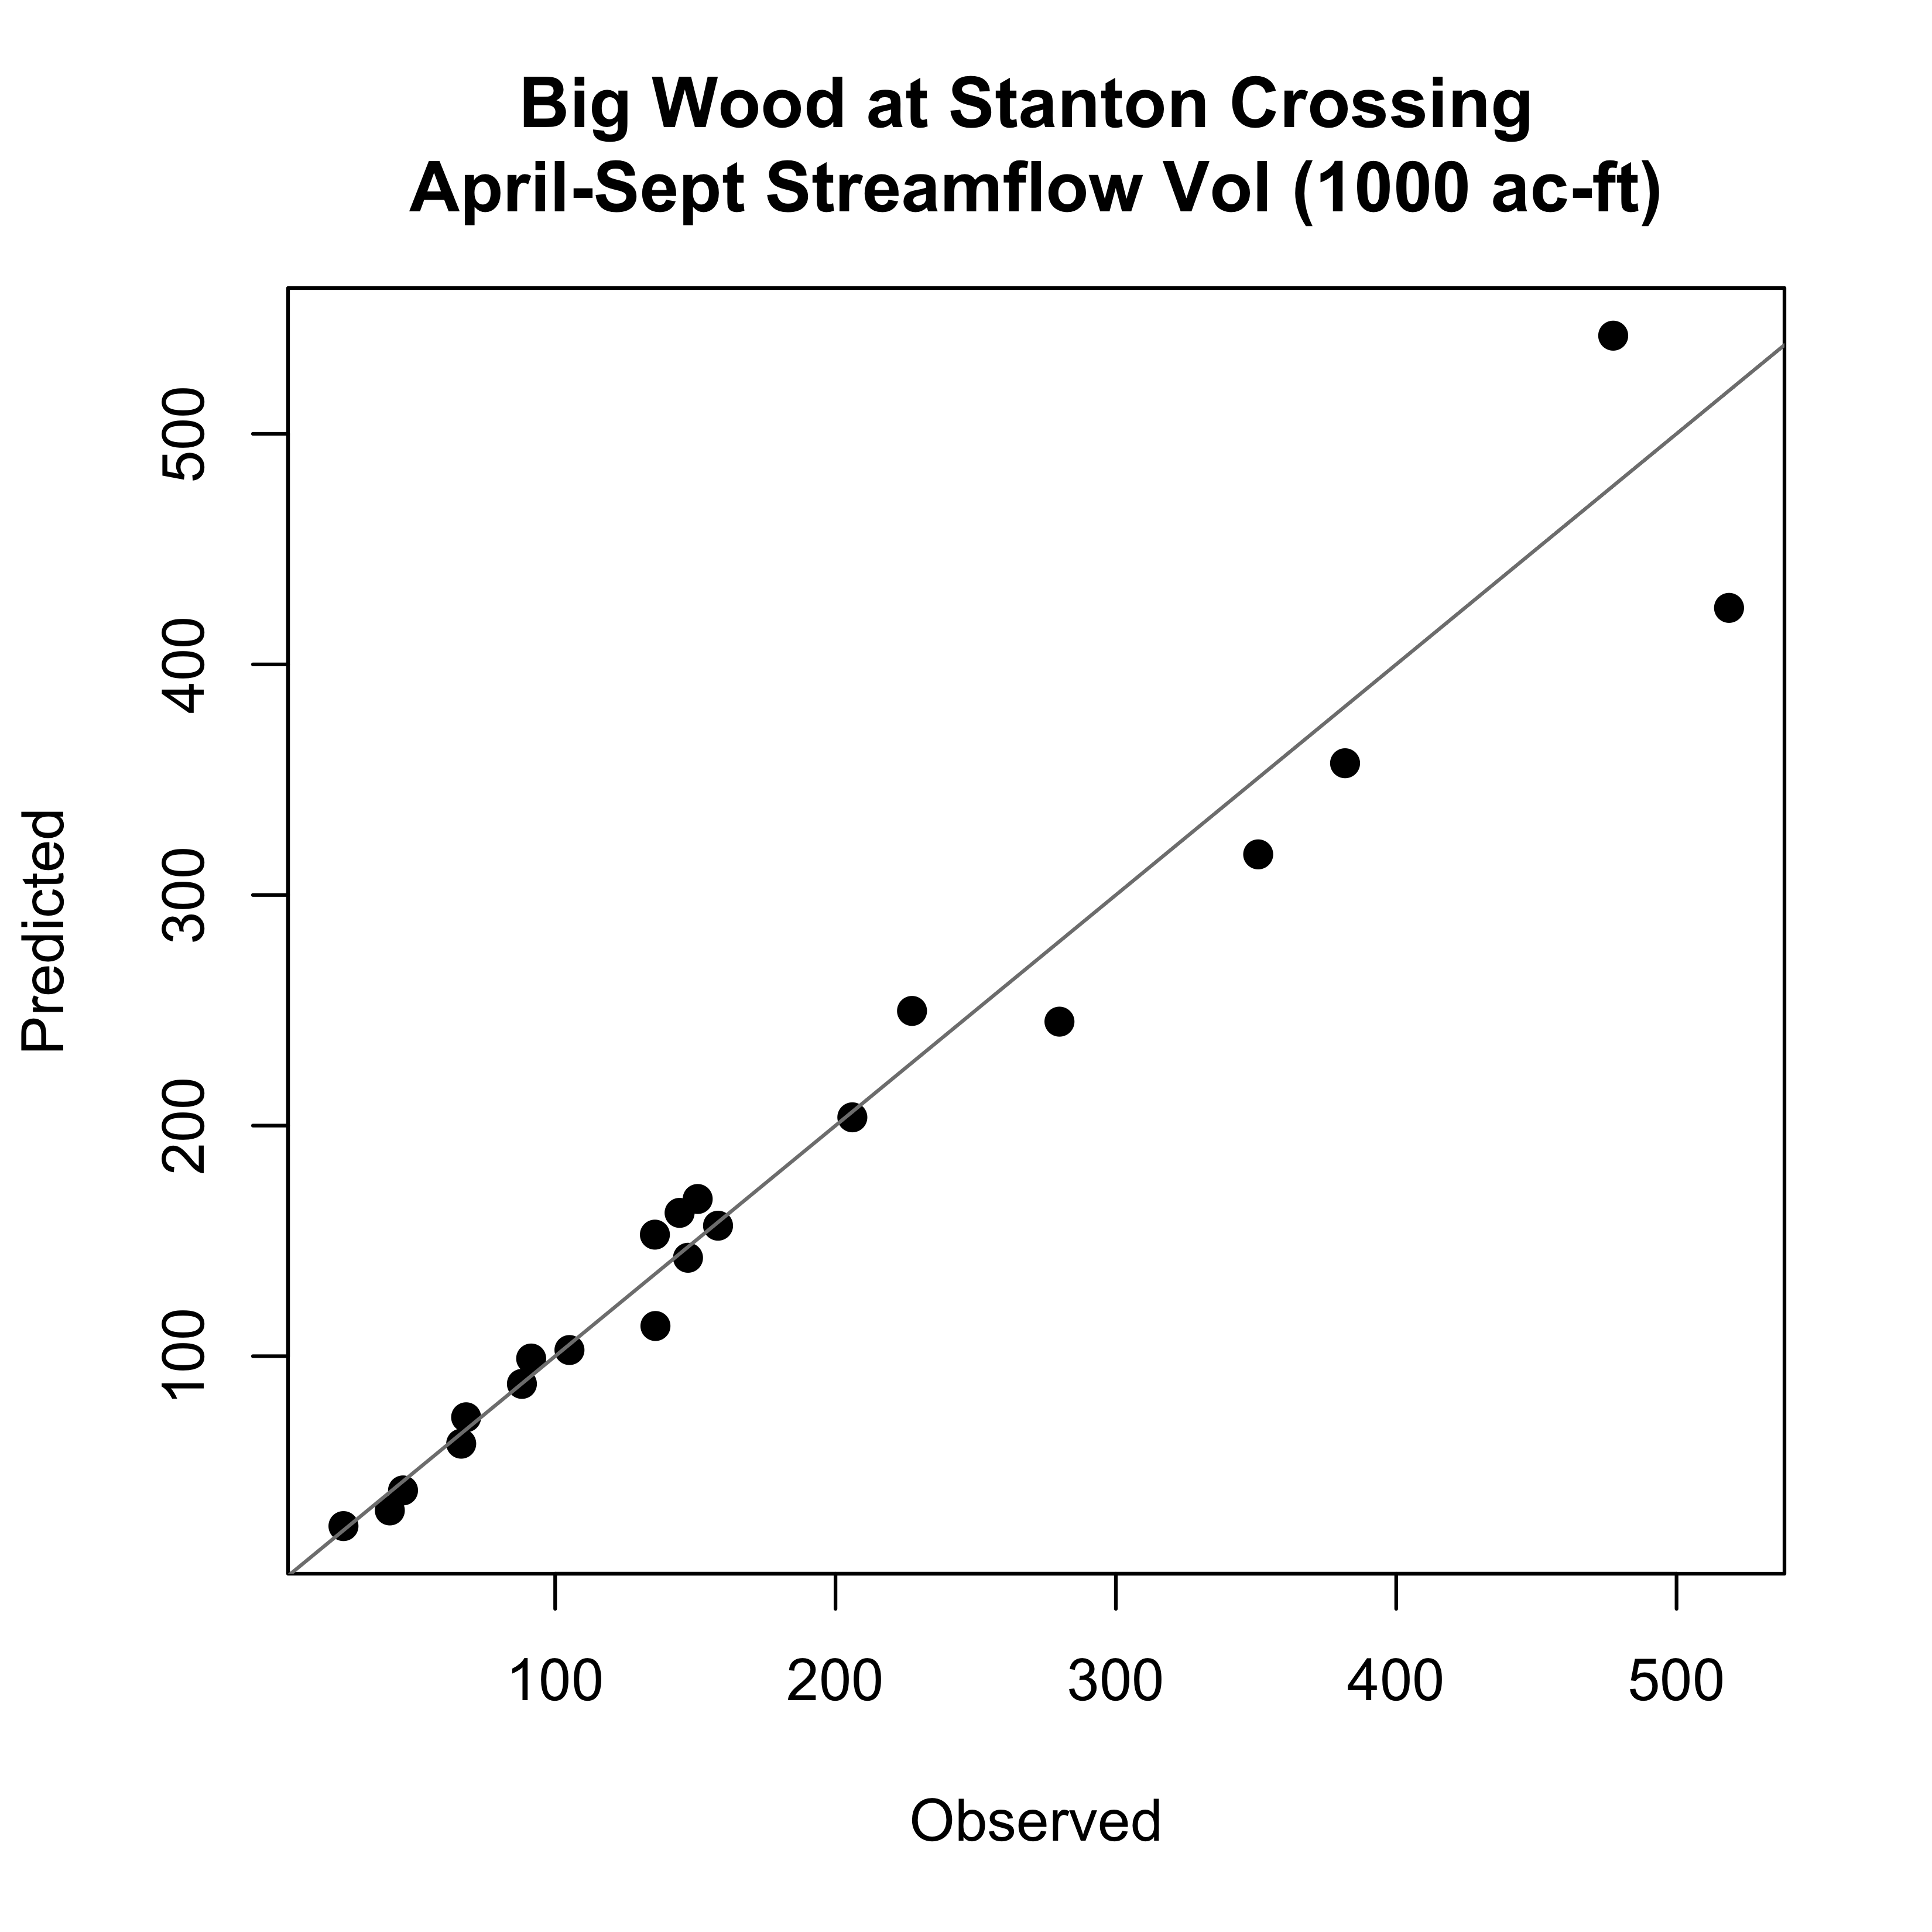 Big Wood at Stanton Crossing
April-Sept Streamflow Vol (1000 ac-ft)
Predicted
500
400
300
200
100
100 200 300 400 500
Observed